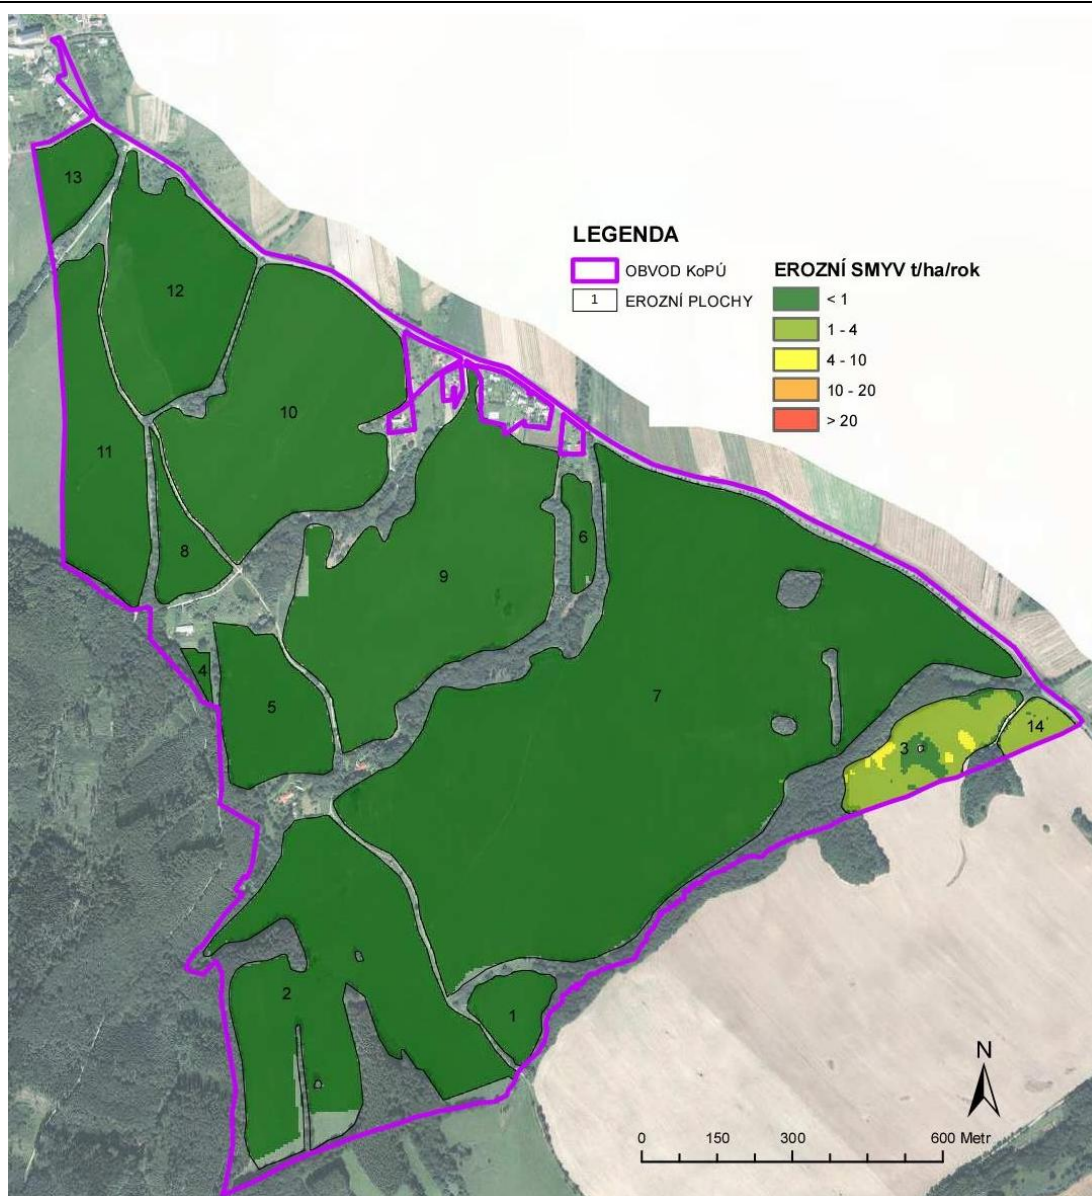 LEGENDA
OBVOD KoPÚ
1 EROZNÍ PLOCHY
EROZNÍ SMYV t/ha/rok
< 1
1 - 4
4 - 10
10 - 20
> 20
13
12
10
11
8
9
6
4
5
7
14
3
2
1
N
0 150 300 600 Metr